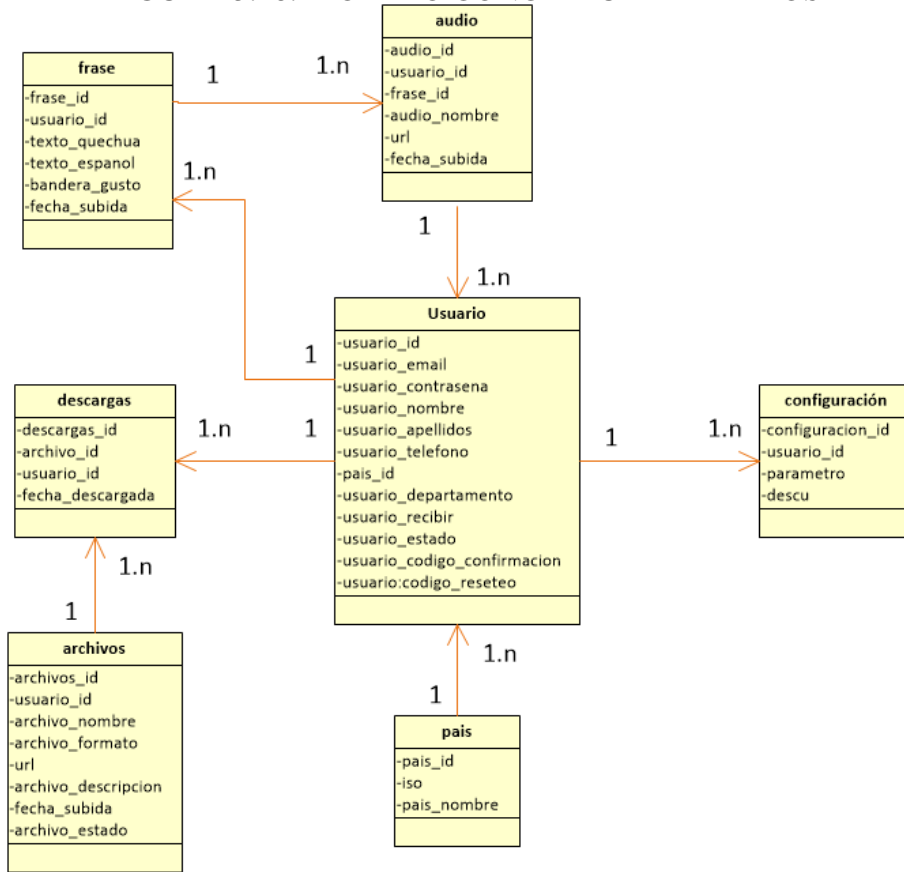 audio
-audio_id
-usuario_id
-frase_id
-audio_nombre
-url
-fecha_subida
frase
-frase_id
-usuario_id
-texto_quechua
-texto_espanol
-bandera_gusto
-fecha_subida
1
1.n
1.n
1
1.n
1
Usuario
-usuario_id
-usuario_email
-usuario_contrasena
-usuario_nombre
-usuario_apellidos
-usuario_telefono
-pais_id
-usuario_departamento
-usuario_recibir
-usuario_estado
-usuario_codigo_confirmacion
-usuario:codigo_reseteo
descargas
-descargas_id
-archivo_id
-usuario_id
-fecha_descargada
1.n
1
1
1.n
configuración
-configuracion_id
-usuario_id
-parametro
-descu
1.n
1
archivos
-archivos_id
-usuario_id
-archivo_nombre
-archivo_formato
-url
-archivo_descripcion
-fecha_subida
-archivo_estado
1.n
1
pais
-pais_id
-iso
-pais_nombre